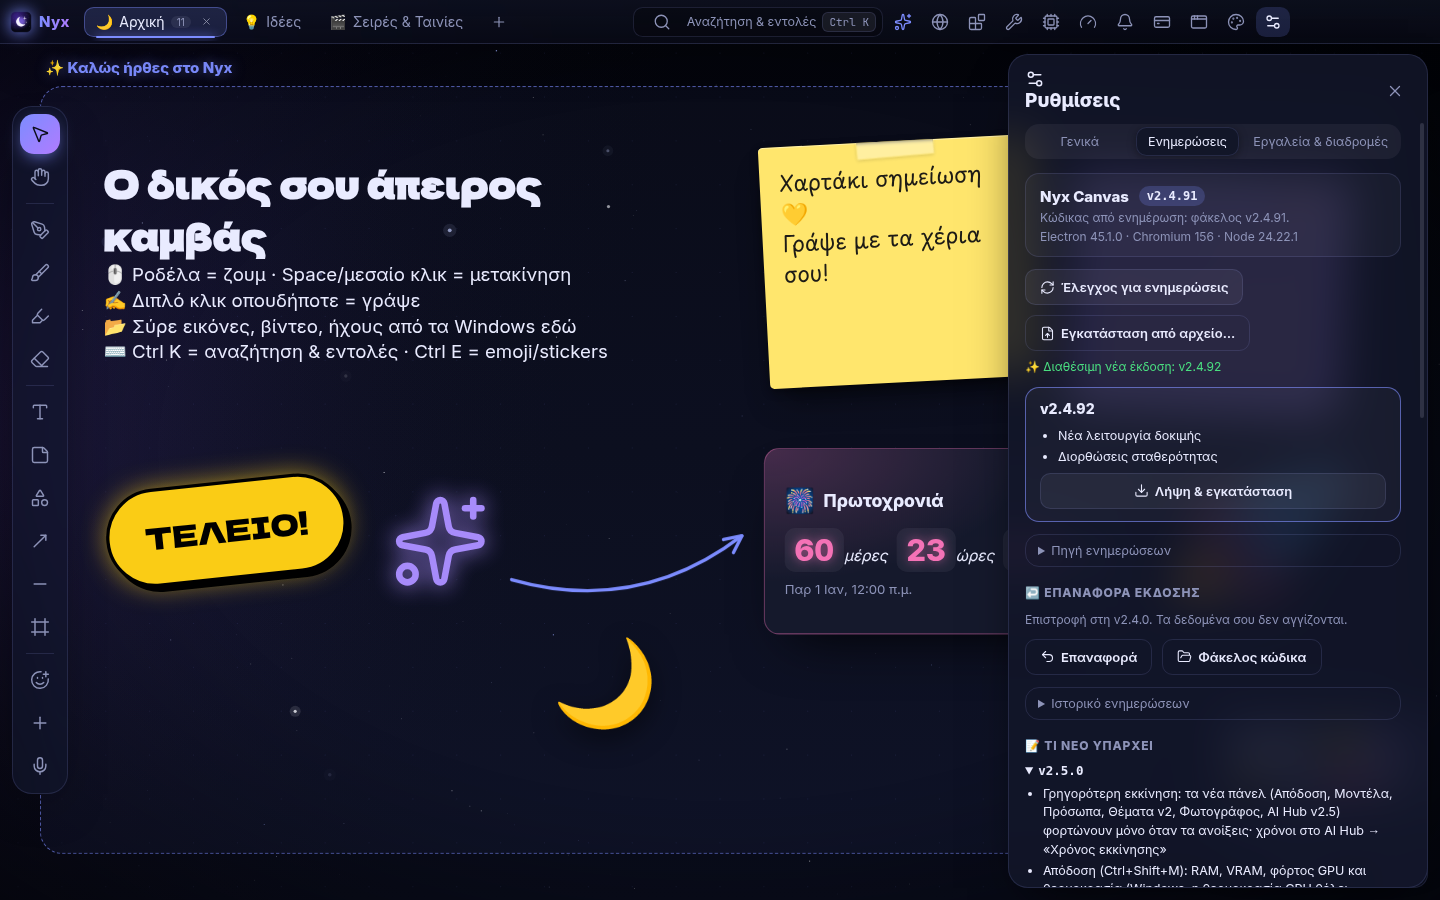 Nyx
Αρχική 11
Ιδέες
Σειρές & Ταινίες
Αναζήτηση & εντολές Ctrl K
Καλώς ήρθες στο Nyx
Ο δικός σου άπειρος
καμβάς
Ροδέλα = ζουμ · Space/μεσαίο κλικ = μετακίνηση
Διπλό κλικ οπουδήποτε = γράψε
Σύρε εικόνες, βίντεο, ήχους από τα Windows εδώ
Ctrl K = αναζήτηση & εντολές · Ctrl E = emoji/stickers
Χαρτάκι σημείωση
Γράψε με τα χέρια
σου!
ΤΕΛΕΙΟ!
Πρωτοχρονιά
60 μέρες 23 ώρες
Παρ 1 Ιαν, 12:00 π.μ.
Ρυθμίσεις
Γενικά
Ενημερώσεις
Εργαλεία & διαδρομές
Nyx Canvas v2.4.91
Κώδικας από ενημέρωση: φάκελος v2.4.91.
Electron 45.1.0 · Chromium 156 · Node 24.22.1
Έλεγχος για ενημερώσεις
Εγκατάσταση από αρχείο...
Διαθέσιμη νέα έκδοση: v2.4.92
v2.4.92
• Νέα λειτουργία δοκιμής
• Διορθώσεις σταθερότητας
Λήψη & εγκατάσταση
Πηγή ενημερώσεων
ΕΠΑΝΑΦΟΡΑ ΕΚΔΟΣΗΣ
Επιστροφή στη v2.4.0. Τα δεδομένα σου δεν αγγίζονται.
Επαναφορά
Φάκελος κώδικα
Ιστορικό ενημερώσεων
ΤΙ ΝΕΟ ΥΠΑΡΧΕΙ
v2.5.0
• Γρηγορότερη εκκίνηση: τα νέα πάνελ (Απόδοση, Μοντέλα,
Πρόσωπα, Θέματα v2, Φωτογράφος, AI Hub v2.5)
φορτώνουν μόνο όταν τα ανοίξεις· χρόνοι στο AI Hub →
«Χρόνος εκκίνησης»
• Απόδοση (Ctrl+Shift+M): RAM, VRAM, φόρτος GPU και